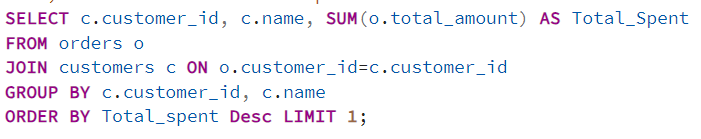 SELECT c.customer_id, c.name, SUM(o.total_amount) AS Total_Spent
FROM orders o
JOIN customers c ON o.customer_id=c.customer_id
GROUP BY c.customer_id, c.name
ORDER BY Total_spent Desc LIMIT 1;